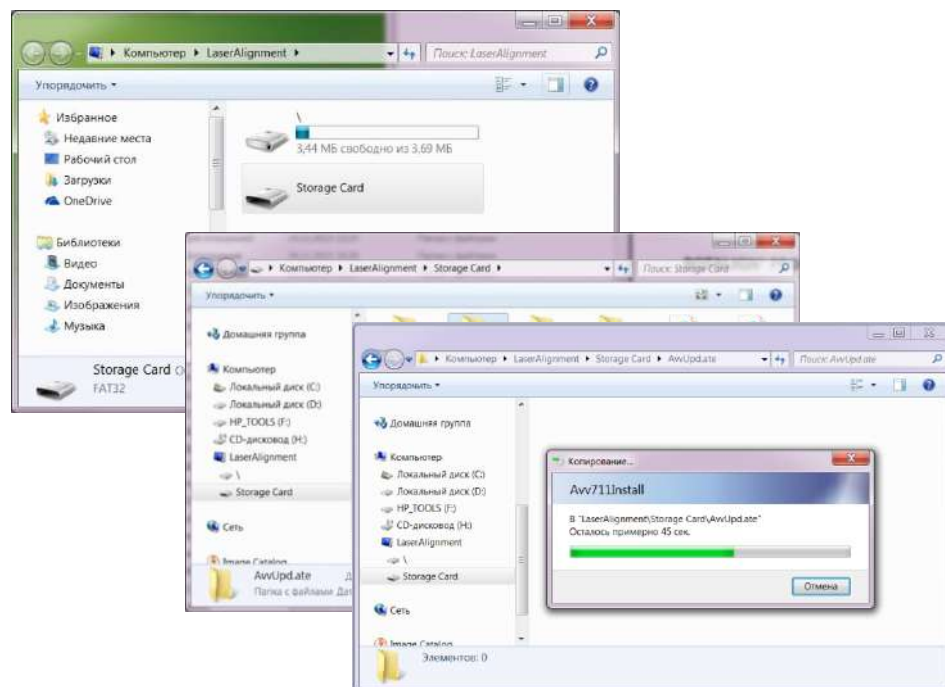 Компьютер ▸ LaserAlignment ▸
Поиск: LaserAlignment
Упорядочить
Избранное
Недавние места
Рабочий стол
Загрузки
OneDrive
Библиотеки
Видео
Документы
Изображения
Музыка
\
3,44 МБ свободно из 3,69 МБ
Storage Card
Storage Card
FAT32
Компьютер ▸ LaserAlignment ▸ Storage Card ▸
Поиск: Storage Card
Упорядочить
Домашняя группа
Компьютер
Локальный диск (C:)
Локальный диск (D:)
HP_TOOLS (F:)
CD-дисковод (H:)
LaserAlignment
\
Storage Card
Сеть
Image Catalog
AvvUpd.ate
Папка с файлами
Компьютер ▸ LaserAlignment ▸ Storage Card ▸ AvvUpd.ate
Поиск: AvvUpd.ate
Упорядочить
Домашняя группа
Компьютер
Локальный диск (C:)
Локальный диск (D:)
HP_TOOLS (F:)
CD-дисковод (H:)
LaserAlignment
\
Storage Card
Сеть
Image Catalog
Элементов: 0
Копирование...
Avv711Install
В "LaserAlignment\Storage Card\AvvUpd.ate"
Осталось примерно 45 сек.
Отмена